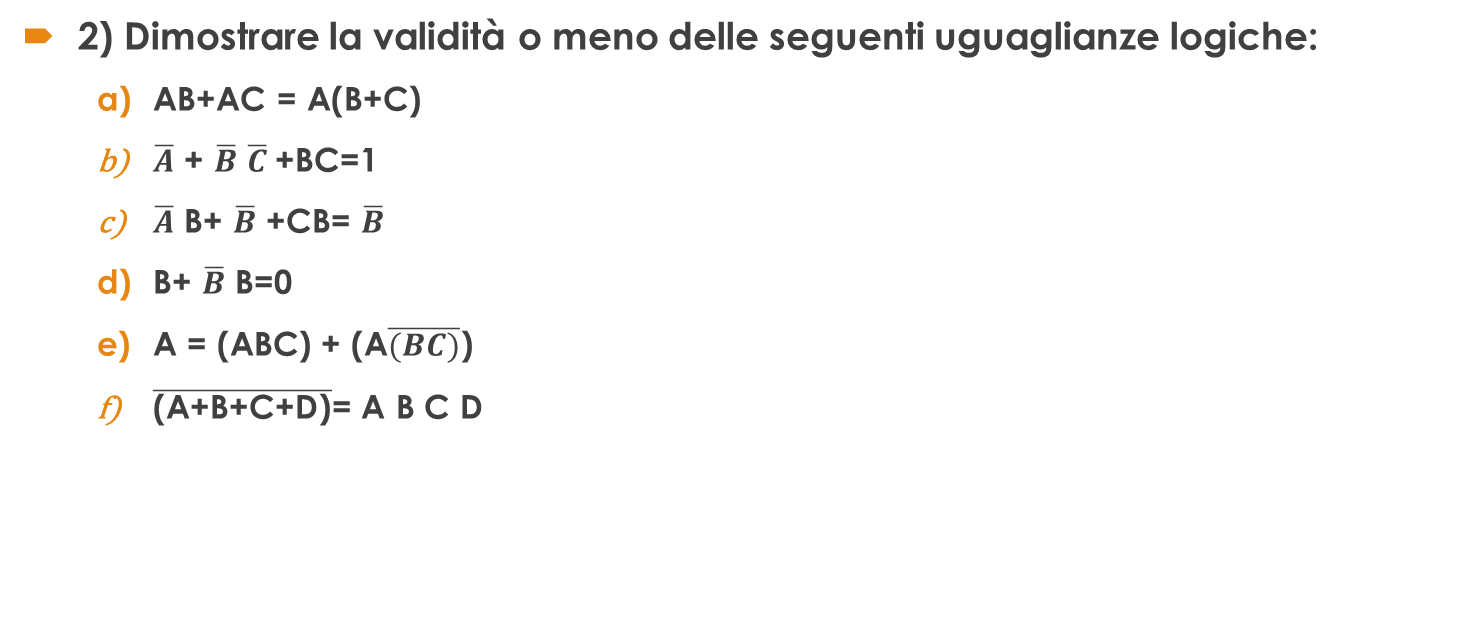 2) Dimostrare la validità o meno delle seguenti uguaglianze logiche:
a) AB+AC = A(B+C)
b) A̅ + B̅ C̅ +BC=1
c) A̅ B+ B̅ +CB= B̅
d) B+ B̅ B=0
e) A = (ABC) + (A(̅B̅C̅)̅)
f) (̅A̅+̅B̅+̅C̅+̅D̅)̅= A B C D